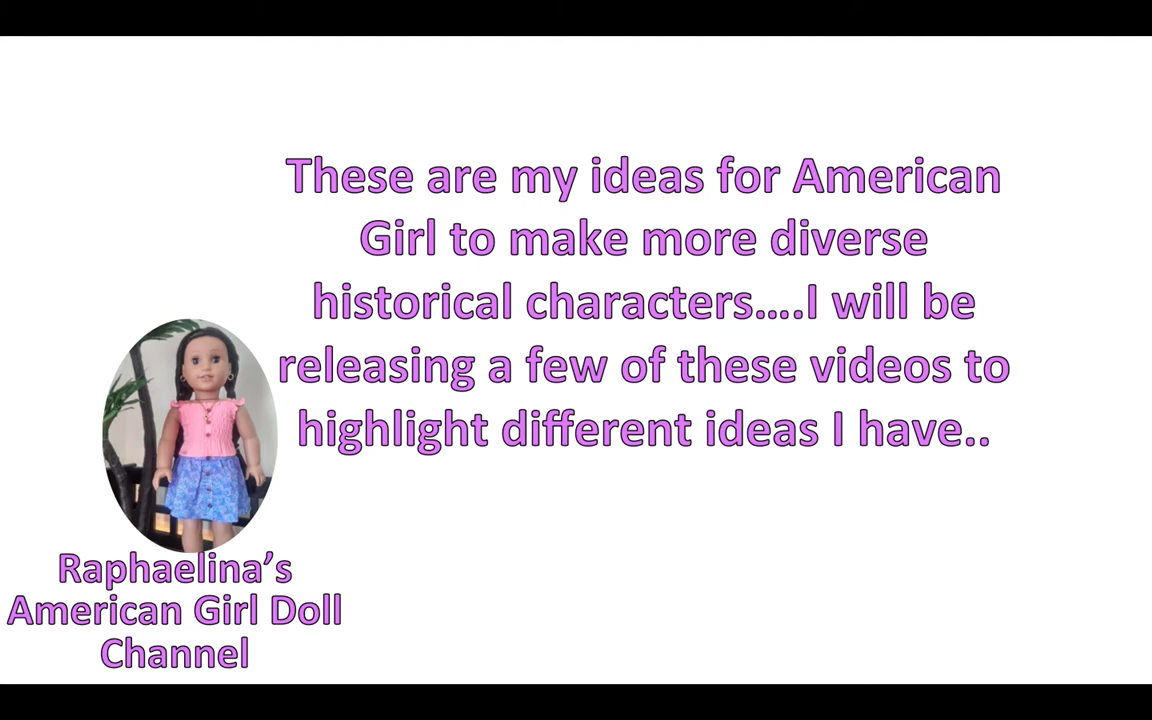 These are my ideas for American
Girl to make more diverse
historical characters....I will be
releasing a few of these videos to
highlight different ideas I have..
Raphaelina’s
American Girl Doll
Channel